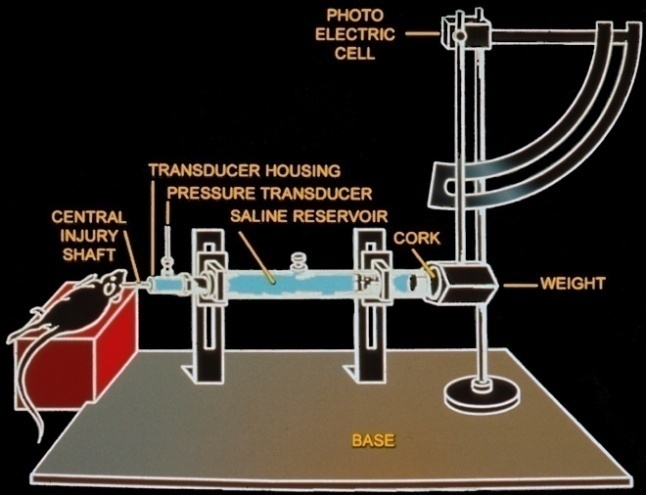 PHOTO
ELECTRIC
CELL
TRANSDUCER HOUSING
PRESSURE TRANSDUCER
SALINE RESERVOIR
CENTRAL
INJURY
SHAFT
CORK
WEIGHT
BASE